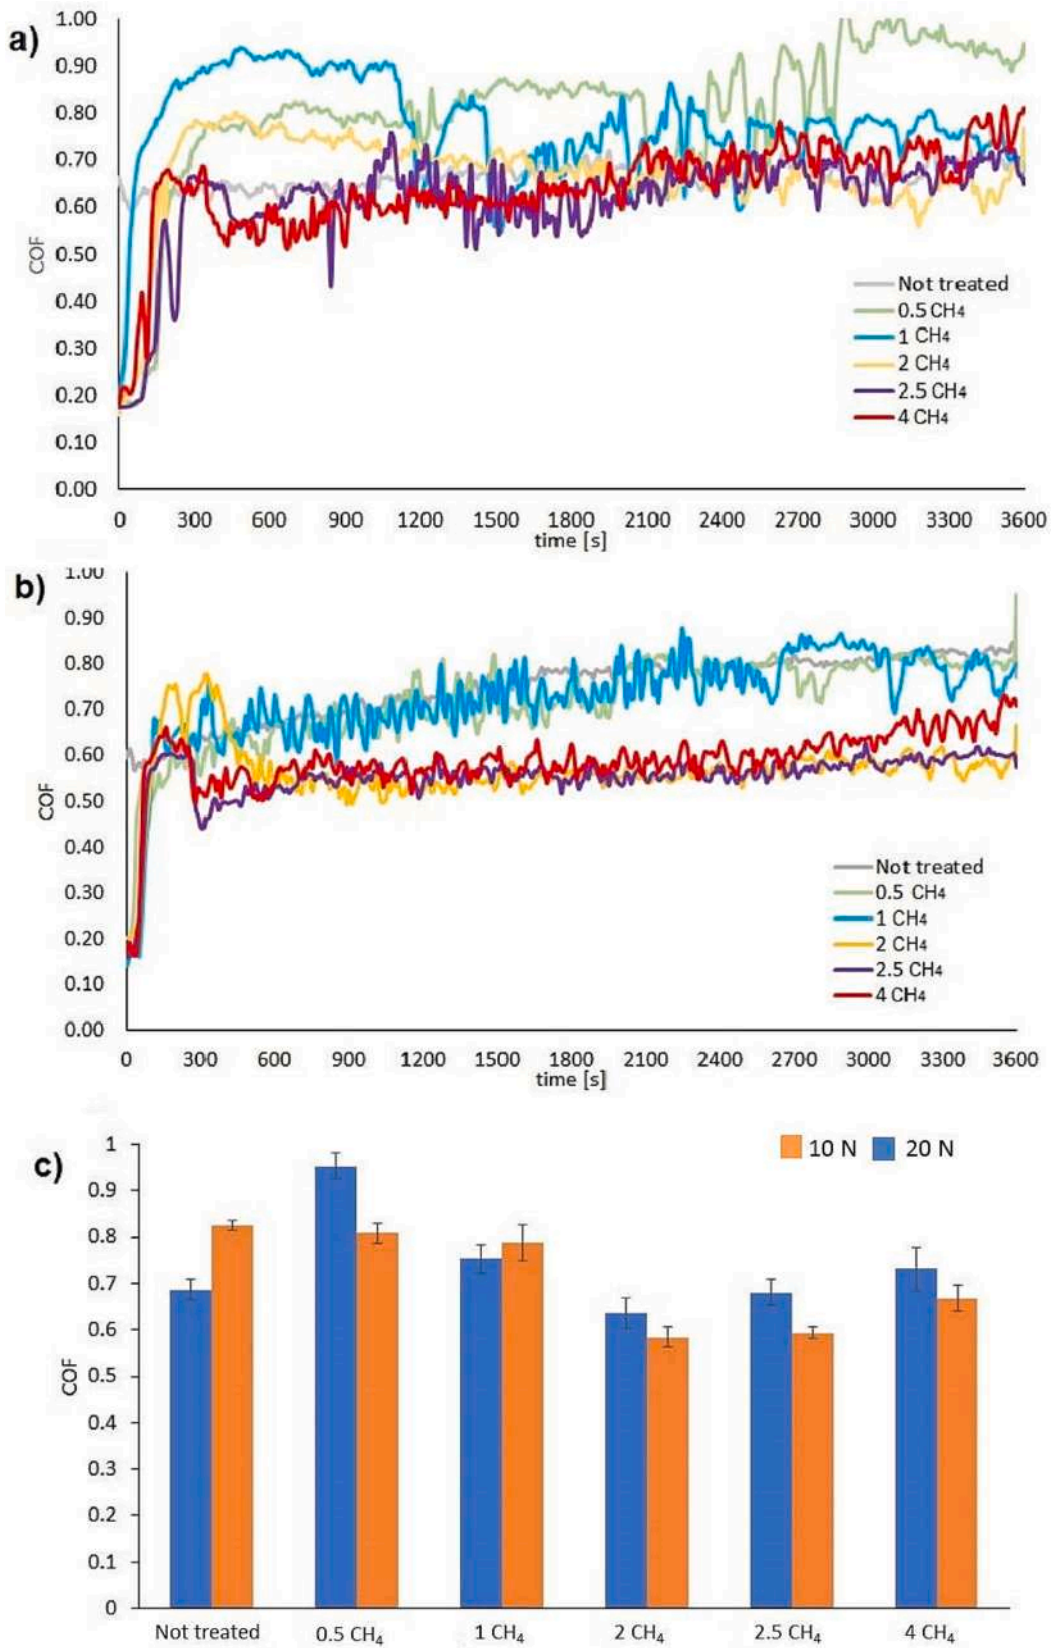 a)
1.00
0.90
0.80
0.70
0.60
0.50
0.40
0.30
0.20
0.10
0.00
COF
0 300 600 900 1200 1500 1800 2100 2400 2700 3000 3300 3600
time [s]
Not treated
0.5 CH₄
1 CH₄
2 CH₄
2.5 CH₄
4 CH₄
b)
1.00
0.90
0.80
0.70
0.60
0.50
0.40
0.30
0.20
0.10
0.00
COF
0 300 600 900 1200 1500 1800 2100 2400 2700 3000 3300 3600
time [s]
Not treated
0.5 CH₄
1 CH₄
2 CH₄
2.5 CH₄
4 CH₄
c)
10 N 20 N
1
0.9
0.8
0.7
0.6
0.5
0.4
0.3
0.2
0.1
0
COF
Not treated 0.5 CH₄ 1 CH₄ 2 CH₄ 2.5 CH₄ 4 CH₄